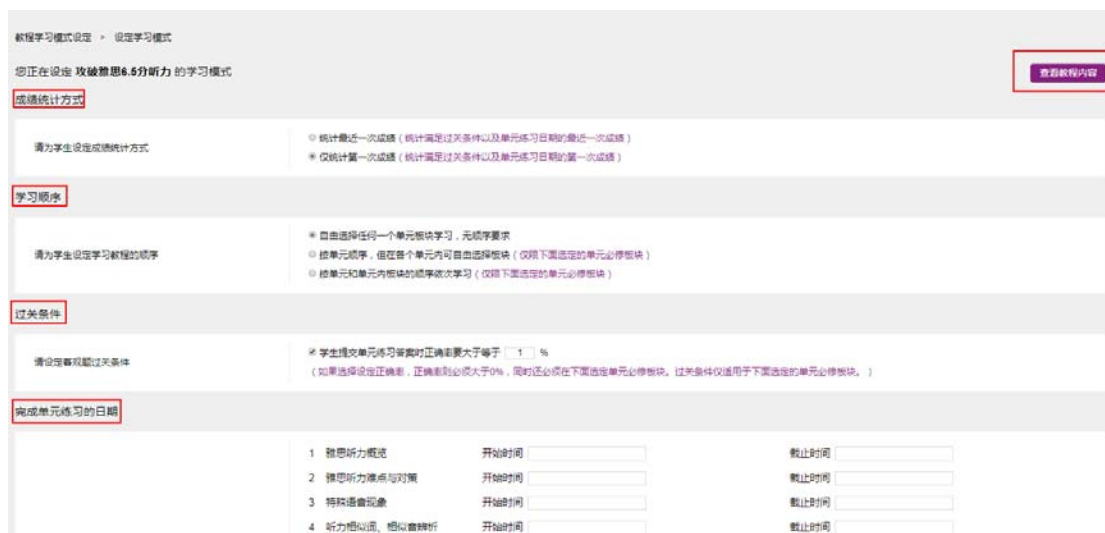 教程学习模式设定 > 设定学习模式
您正在设定 攻破雅思6.5分听力 的学习模式
查看教程内容
成绩统计方式
请为学生设定成绩统计方式
统计最近一次成绩（统计满足过关条件以及单元练习日期的最近一次成绩）
仅统计第一次成绩（统计满足过关条件以及单元练习日期的第一次成绩）
学习顺序
请为学生设定学习教程的顺序
自由选择任何一个单元板块学习，无顺序要求
按单元顺序，但在各个单元内可自由选择板块（仅限下面选定的单元必修板块）
按单元和单元内板块的顺序依次学习（仅限下面选定的单元必修板块）
过关条件
请设定客观题过关条件
学生提交单元练习答案时正确率要大于等于 1 %
（如果选择设定正确率，正确率则必须大于0%，同时还必须在下面选定单元必修板块。过关条件仅适用于下面选定的单元必修板块。）
完成单元练习的日期
1 雅思听力概览 开始时间 截止时间
2 雅思听力难点与对策 开始时间 截止时间
3 特殊语音现象 开始时间 截止时间
4 听力相似词、相似音辨析 开始时间 截止时间